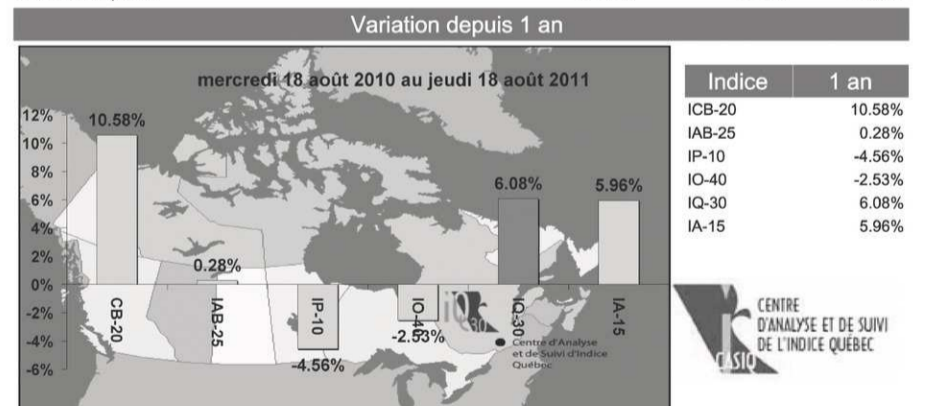 Variation depuis 1 an
mercredi 18 août 2010 au jeudi 18 août 2011
12%
10%
8%
6%
4%
2%
0%
-2%
-4%
-6%
10.58%
0.28%
-4.56%
-2.53%
6.08%
5.96%
CB-20
IAB-25
IP-10
IO-40
IQ-30
IA-15
iQ30
Centre d'Analyse
et de Suivi d'Indice
Québec
Indice 1 an
ICB-20 10.58%
IAB-25 0.28%
IP-10 -4.56%
IO-40 -2.53%
IQ-30 6.08%
IA-15 5.96%
CASIQ
CENTRE
D'ANALYSE ET DE SUIVI
DE L'INDICE QUÉBEC